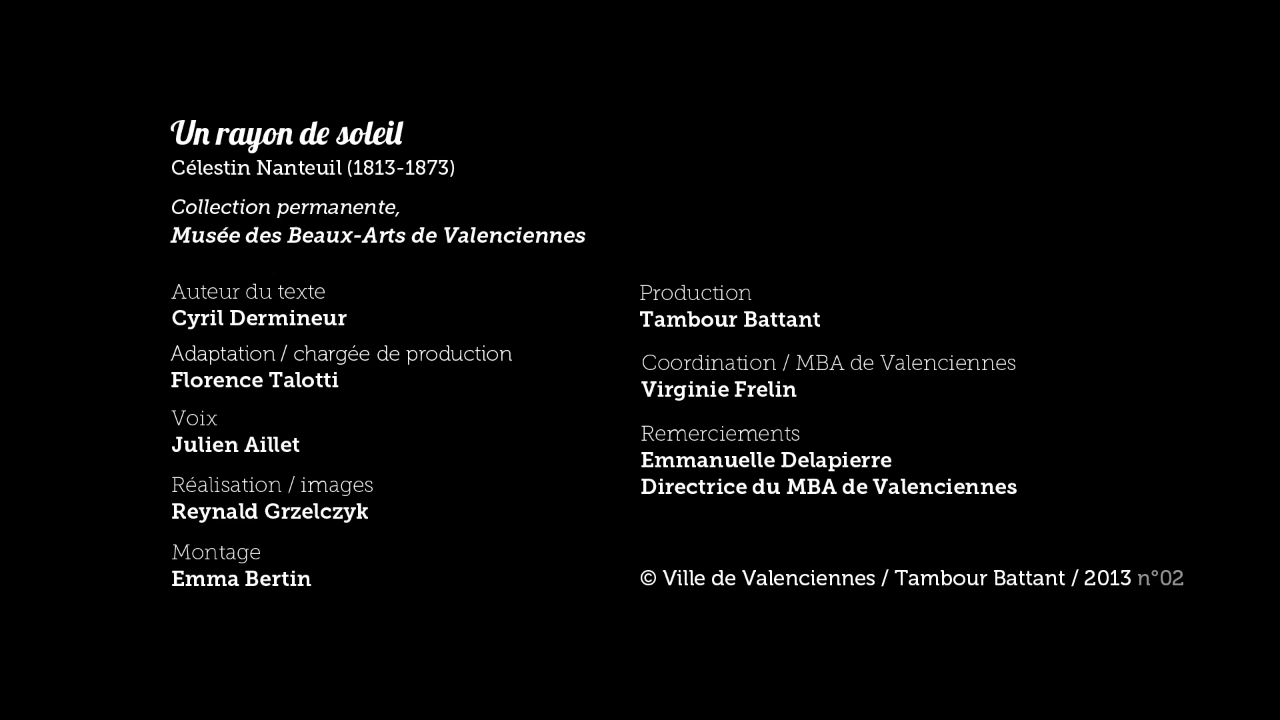 Un rayon de soleil
Célestin Nanteuil (1813-1873)
Collection permanente,
Musée des Beaux-Arts de Valenciennes
Auteur du texte
Cyril Dermineur
Adaptation / chargée de production
Florence Talotti
Voix
Julien Aillet
Réalisation / images
Reynald Grzelczyk
Montage
Emma Bertin
Production
Tambour Battant
Coordination / MBA de Valenciennes
Virginie Frelin
Remerciements
Emmanuelle Delapierre
Directrice du MBA de Valenciennes
© Ville de Valenciennes / Tambour Battant / 2013 n°02